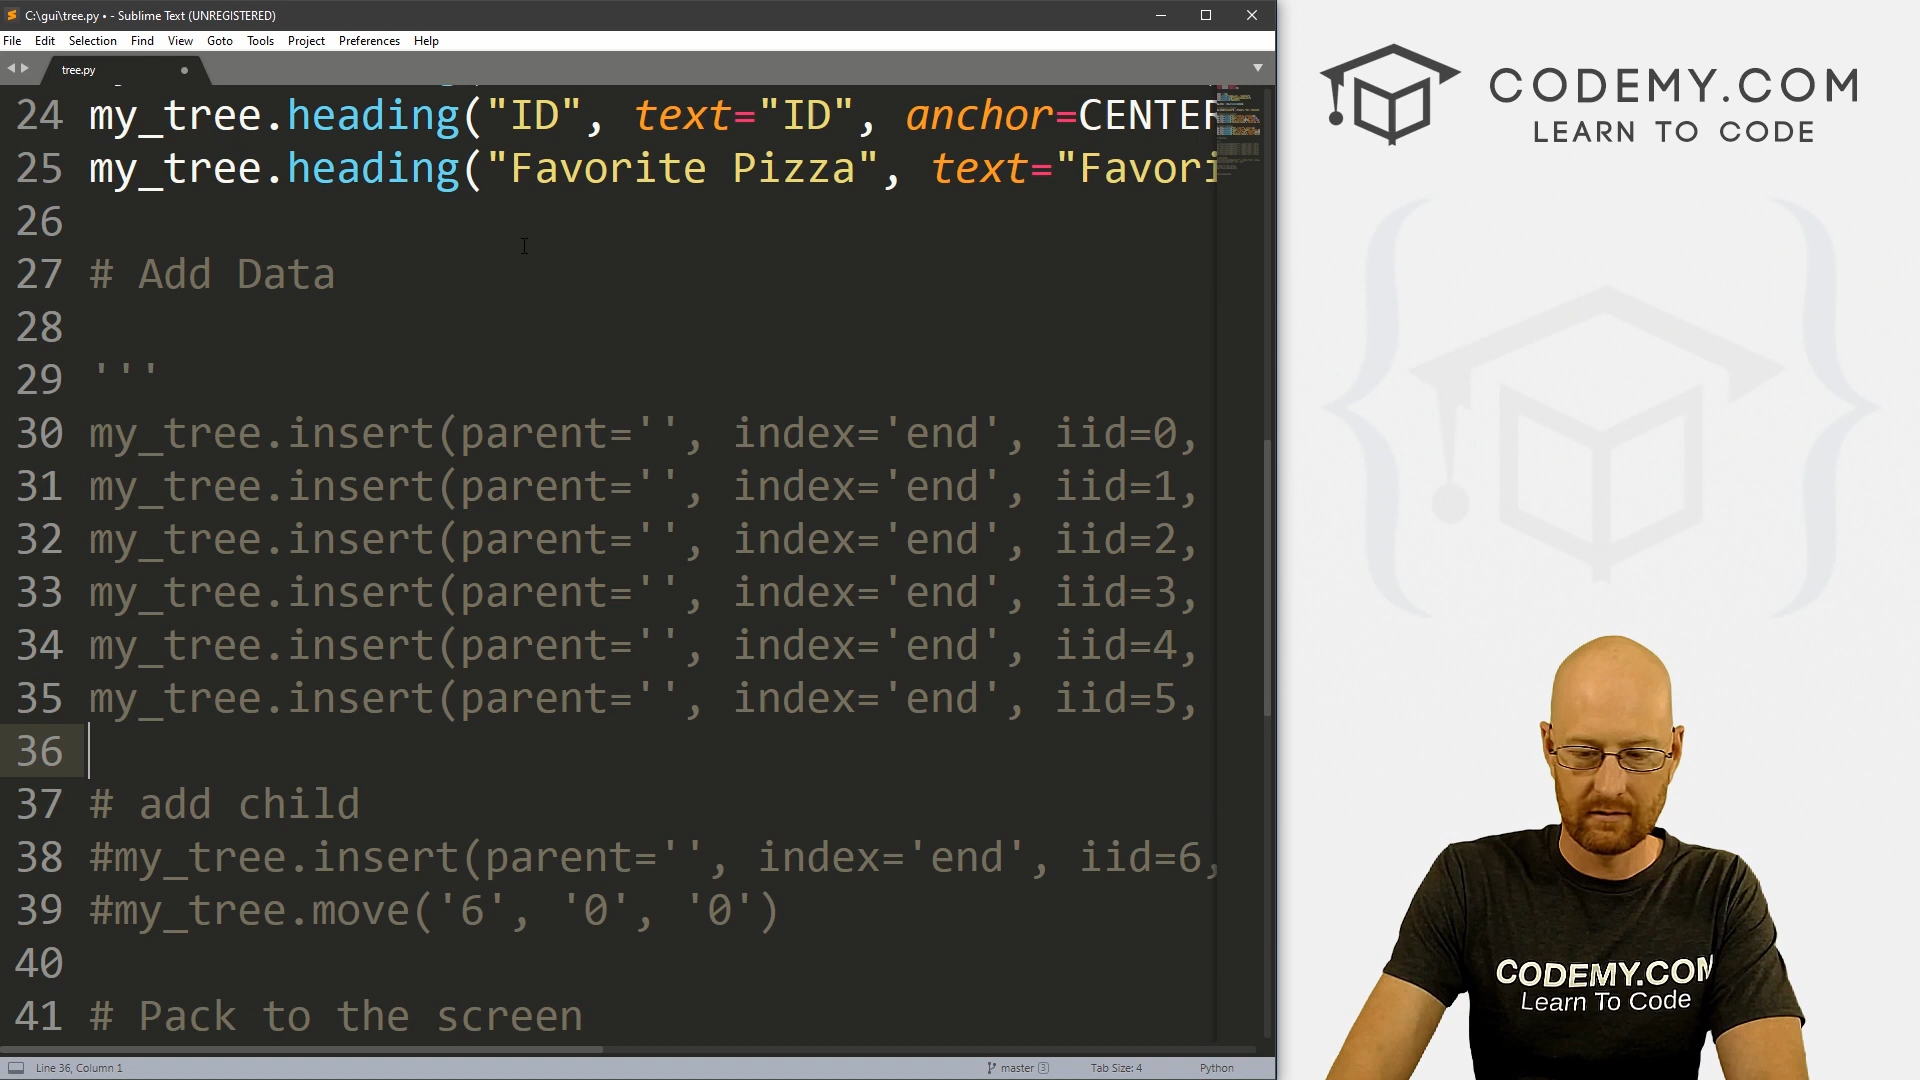 C:\gui\tree.py • - Sublime Text (UNREGISTERED)
File Edit Selection Find View Goto Tools Project Preferences Help
tree.py
24 my_tree.heading("ID", text="ID", anchor=CENTER
25 my_tree.heading("Favorite Pizza", text="Favori
26
27 # Add Data
28
29 '''
30 my_tree.insert(parent='', index='end', iid=0,
31 my_tree.insert(parent='', index='end', iid=1,
32 my_tree.insert(parent='', index='end', iid=2,
33 my_tree.insert(parent='', index='end', iid=3,
34 my_tree.insert(parent='', index='end', iid=4,
35 my_tree.insert(parent='', index='end', iid=5,
36
37 # add child
38 #my_tree.insert(parent='', index='end', iid=6,
39 #my_tree.move('6', '0', '0')
40
41 # Pack to the screen
Line 36, Column 1
master 3
Tab Size: 4
Python
CODEMY.COM
LEARN TO CODE
CODEMY.COM
Learn To Code